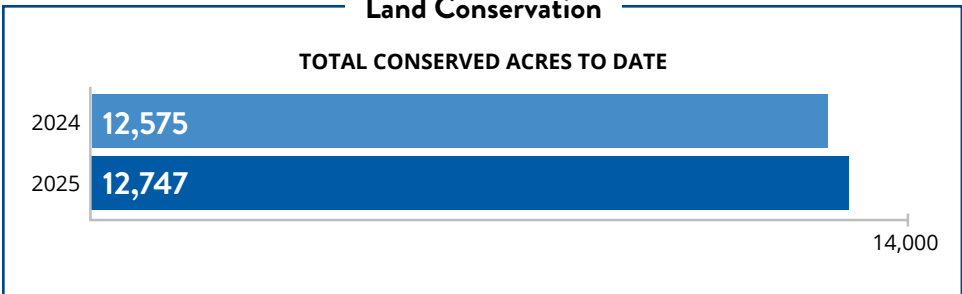 Land Conservation
TOTAL CONSERVED ACRES TO DATE
2024 12,575
2025 12,747
14,000